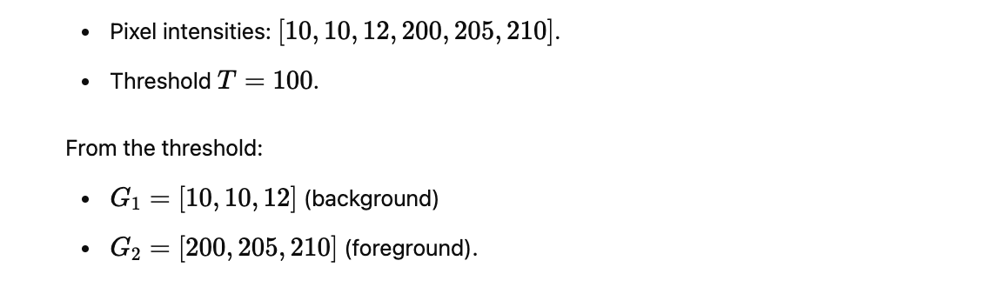 • Pixel intensities: [10, 10, 12, 200, 205, 210].
• Threshold T = 100.
From the threshold:
• G₁ = [10, 10, 12] (background)
• G₂ = [200, 205, 210] (foreground).